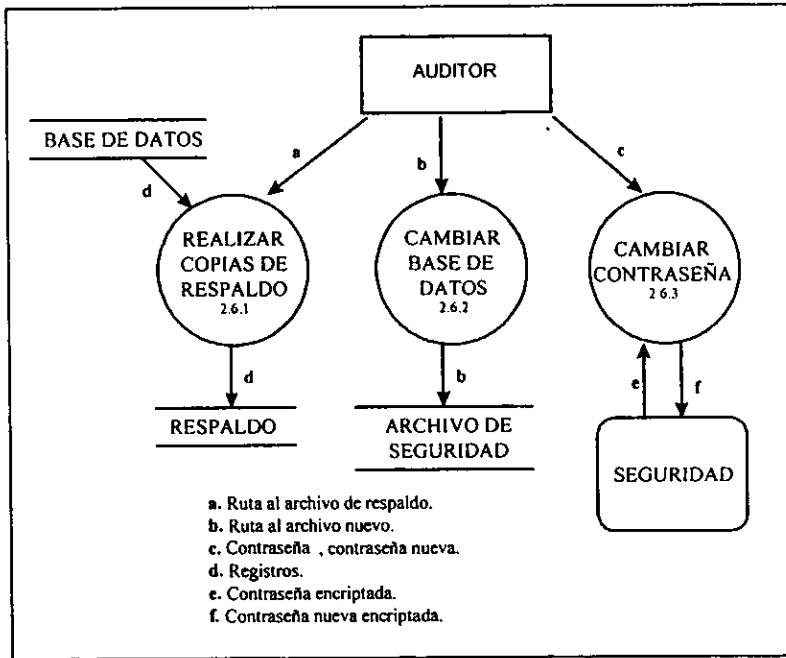 AUDITOR
BASE DE DATOS
a
b
c
d
REALIZAR
COPIAS DE
RESPALDO
2.6.1
CAMBIAR
BASE DE
DATOS
2.6.2
CAMBIAR
CONTRASEÑA
2 6.3
d
b
e
f
RESPALDO
ARCHIVO DE
SEGURIDAD
SEGURIDAD
a. Ruta al archivo de respaldo.
b. Ruta al archivo nuevo.
c. Contraseña , contraseña nueva.
d. Registros.
e. Contraseña encriptada.
f. Contraseña nueva encriptada.